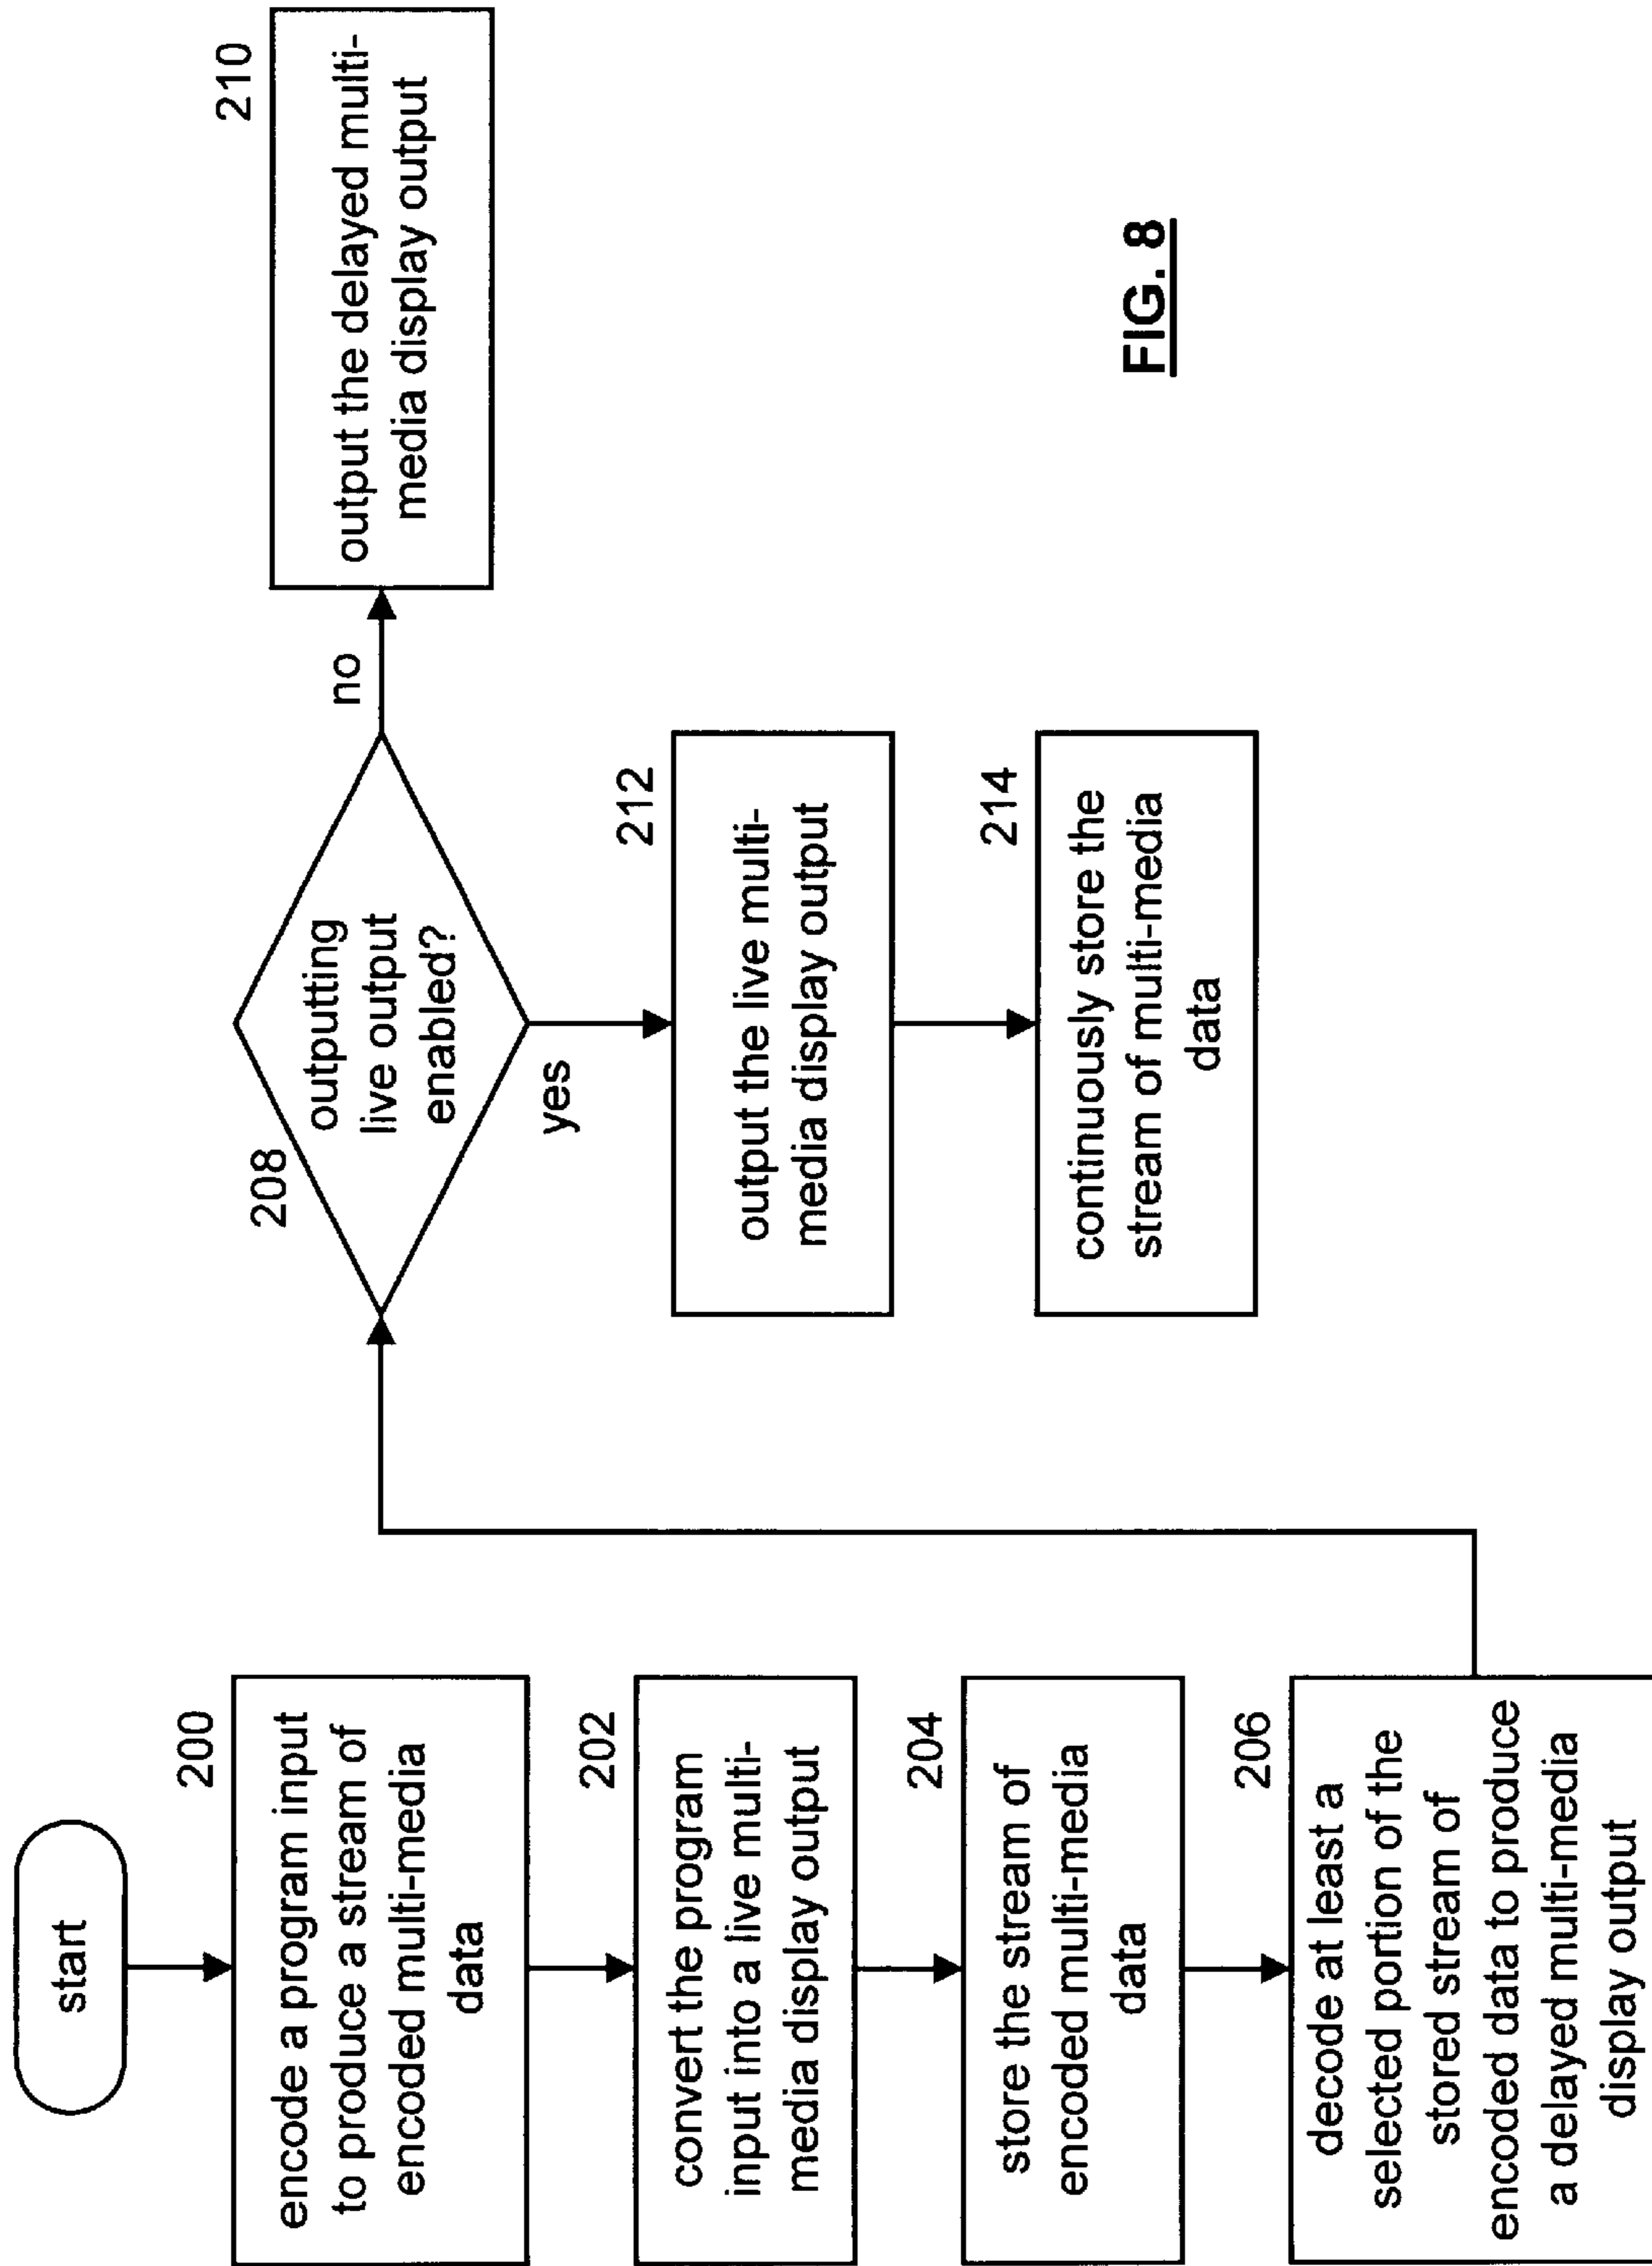 start
200
encode a program input
to produce a stream of
encoded multi-media
data
202
convert the program
input into a live multi-
media display output
204
store the stream of
encoded multi-media
data
206
decode at least a
selected portion of the
stored stream of
encoded data to produce
a delayed multi-media
display output
208
outputting
live output
enabled?
no
210
output the delayed multi-
media display output
yes
212
output the live multi-
media display output
214
continuously store the
stream of multi-media
data
FIG. 8